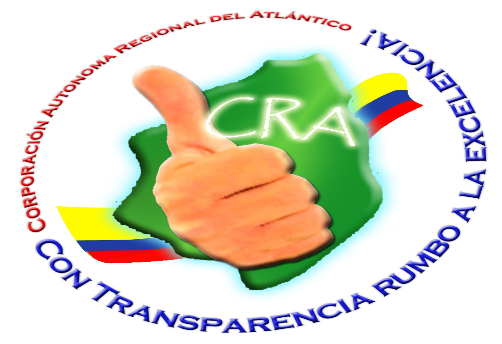 CORPORACIÓN AUTONOMA REGIONAL DEL ATLÁNTICO
CRA
CON TRANSPARENCIA RUMBO A LA EXCELENCIA!